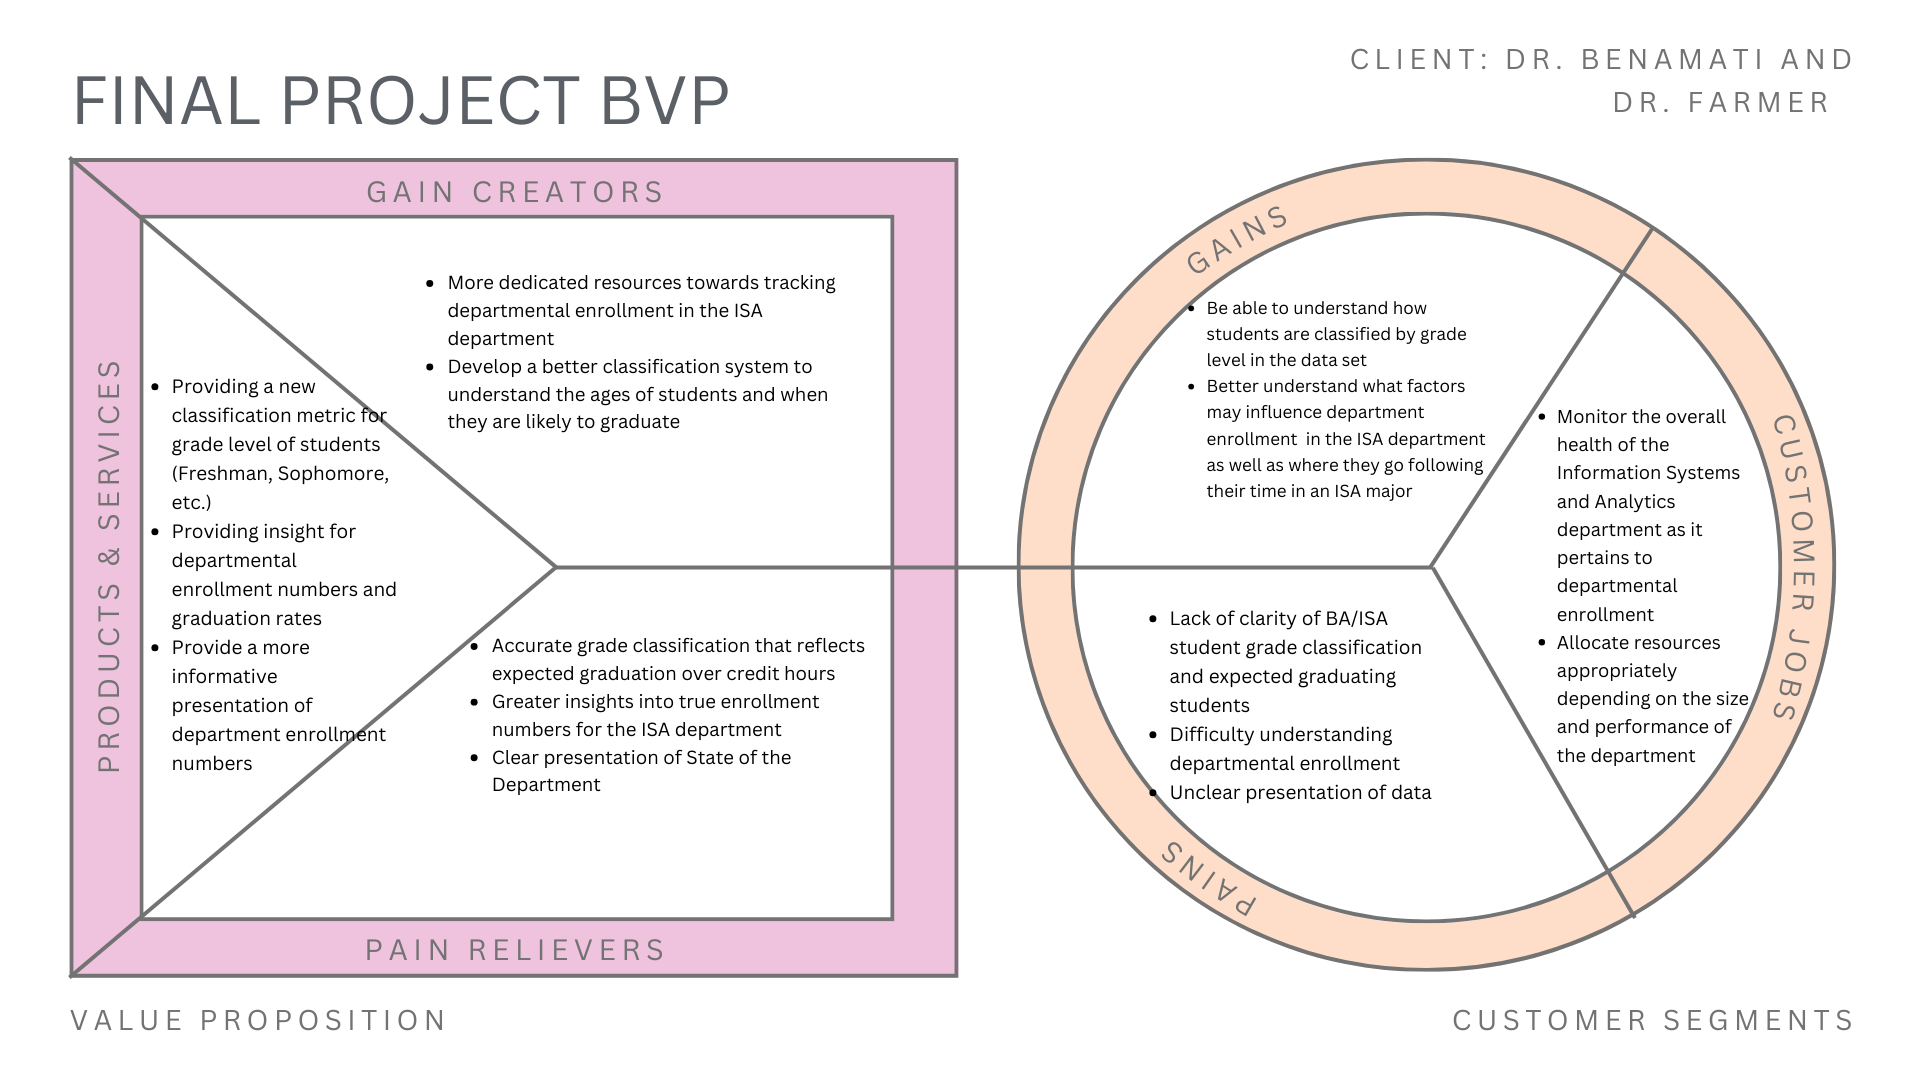 FINAL PROJECT BVP
CLIENT: DR. BENAMATI AND
DR. FARMER
GAIN CREATORS
• More dedicated resources towards tracking
departmental enrollment in the ISA
department
• Develop a better classification system to
understand the ages of students and when
they are likely to graduate
PRODUCTS & SERVICES
• Providing a new
classification metric for
grade level of students
(Freshman, Sophomore,
etc.)
• Providing insight for
departmental
enrollment numbers and
graduation rates
• Provide a more
informative
presentation of
department enrollment
numbers
• Accurate grade classification that reflects
expected graduation over credit hours
• Greater insights into true enrollment
numbers for the ISA department
• Clear presentation of State of the
Department
PAIN RELIEVERS
VALUE PROPOSITION
GAINS
• Be able to understand how
students are classified by grade
level in the data set
• Better understand what factors
may influence department
enrollment  in the ISA department
as well as where they go following
their time in an ISA major
CUSTOMER JOBS
• Monitor the overall
health of the
Information Systems
and Analytics
department as it
pertains to
departmental
enrollment
• Allocate resources
appropriately
depending on the size
and performance of
the department
• Lack of clarity of BA/ISA
student grade classification
and expected graduating
students
• Difficulty understanding
departmental enrollment
• Unclear presentation of data
PAINS
CUSTOMER SEGMENTS